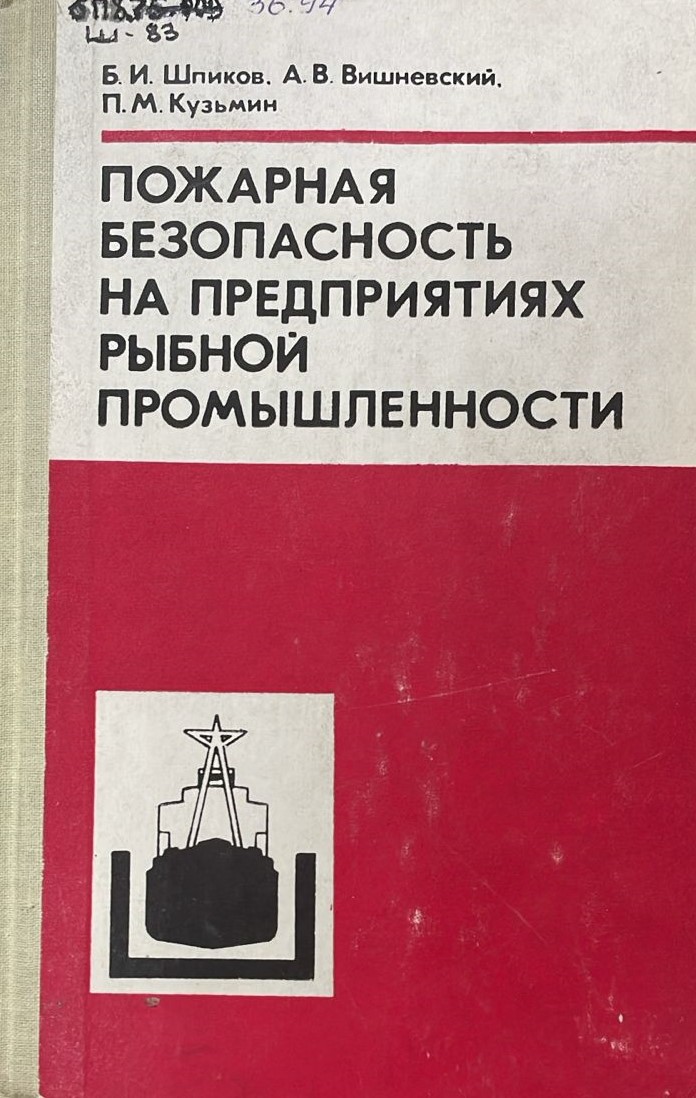 36.94
Ш-83
Б. И. Шпиков, А. В. Вишневский,
П. М. Кузьмин
ПОЖАРНАЯ
БЕЗОПАСНОСТЬ
НА ПРЕДПРИЯТИЯХ
РЫБНОЙ
ПРОМЫШЛЕННОСТИ